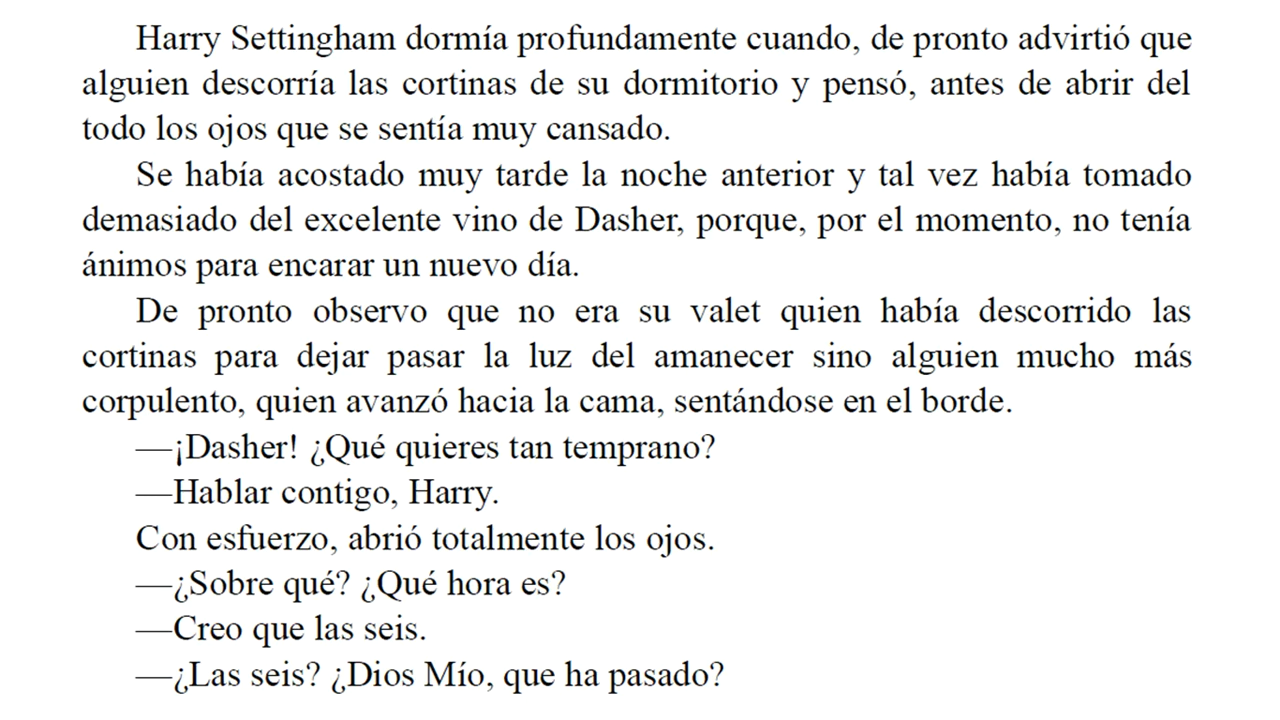 Harry Settingham dormía profundamente cuando, de pronto advirtió que
alguien descorría las cortinas de su dormitorio y pensó, antes de abrir del
todo los ojos que se sentía muy cansado.
Se había acostado muy tarde la noche anterior y tal vez había tomado
demasiado del excelente vino de Dasher, porque, por el momento, no tenía
ánimos para encarar un nuevo día.
De pronto observo que no era su valet quien había descorrido las
cortinas para dejar pasar la luz del amanecer sino alguien mucho más
corpulento, quien avanzó hacia la cama, sentándose en el borde.
—¡Dasher! ¿Qué quieres tan temprano?
—Hablar contigo, Harry.
Con esfuerzo, abrió totalmente los ojos.
—¿Sobre qué? ¿Qué hora es?
—Creo que las seis.
—¿Las seis? ¿Dios Mío, que ha pasado?